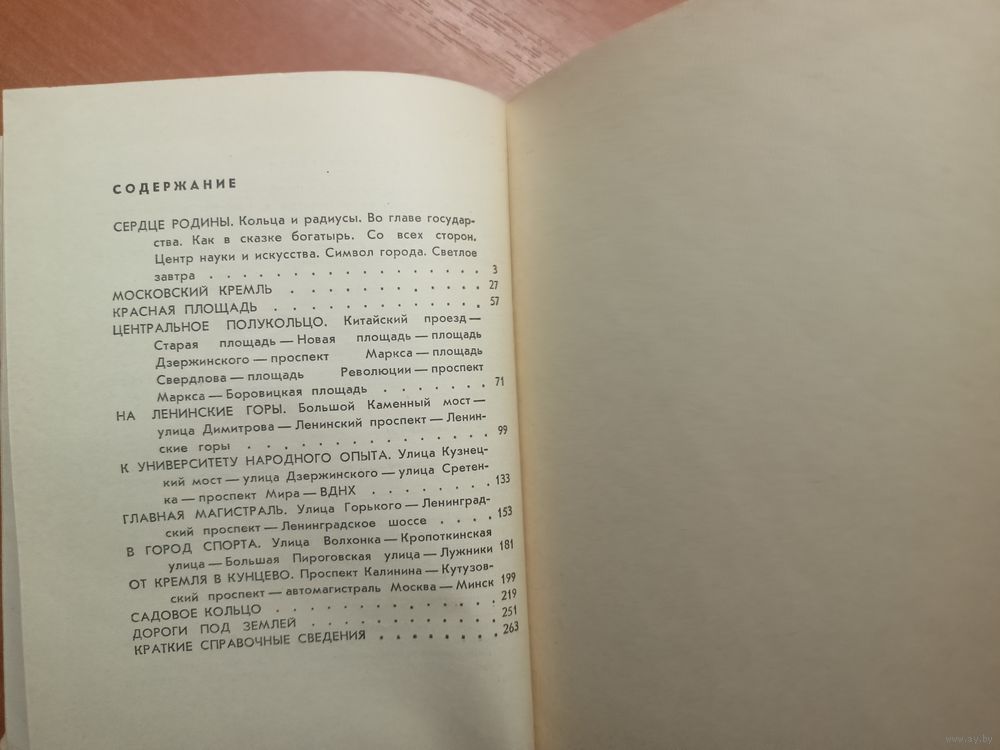 СОДЕРЖАНИЕ
СЕРДЦЕ РОДИНЫ. Кольца и радиусы. Во главе государ-
ства. Как в сказке богатырь. Со всех сторон.
Центр науки и искусства. Символ города. Светлое
завтра . . . . . . . . . . . . . . . . 3
МОСКОВСКИЙ КРЕМЛЬ . . . . . . . . . . 27
КРАСНАЯ ПЛОЩАДЬ . . . . . . . . . . . 57
ЦЕНТРАЛЬНОЕ ПОЛУКОЛЬЦО. Китайский проезд —
Старая площадь — Новая площадь — площадь
Дзержинского — проспект Маркса — площадь
Свердлова — площадь Революции — проспект
Маркса — Боровицкая площадь . . . . . . . 71
НА ЛЕНИНСКИЕ ГОРЫ. Большой Каменный мост —
улица Димитрова — Ленинский проспект — Ленин-
ские горы . . . . . . . . . . . . . 99
К УНИВЕРСИТЕТУ НАРОДНОГО ОПЫТА. Улица Кузнец-
кий мост — улица Дзержинского — улица Сретен-
ка — проспект Мира — ВДНХ . . . . . . . 133
ГЛАВНАЯ МАГИСТРАЛЬ. Улица Горького — Ленинград-
ский проспект — Ленинградское шоссе . . . . 153
В ГОРОД СПОРТА. Улица Волхонка — Кропоткинская
улица — Большая Пироговская улица — Лужники 181
ОТ КРЕМЛЯ В КУНЦЕВО. Проспект Калинина — Кутузов-
ский проспект — автомагистраль Москва — Минск 199
САДОВОЕ КОЛЬЦО . . . . . . . . . . . 219
ДОРОГИ ПОД ЗЕМЛЕЙ . . . . . . . . . . 251
КРАТКИЕ СПРАВОЧНЫЕ СВЕДЕНИЯ . . . . . . . 263
www.ay.by